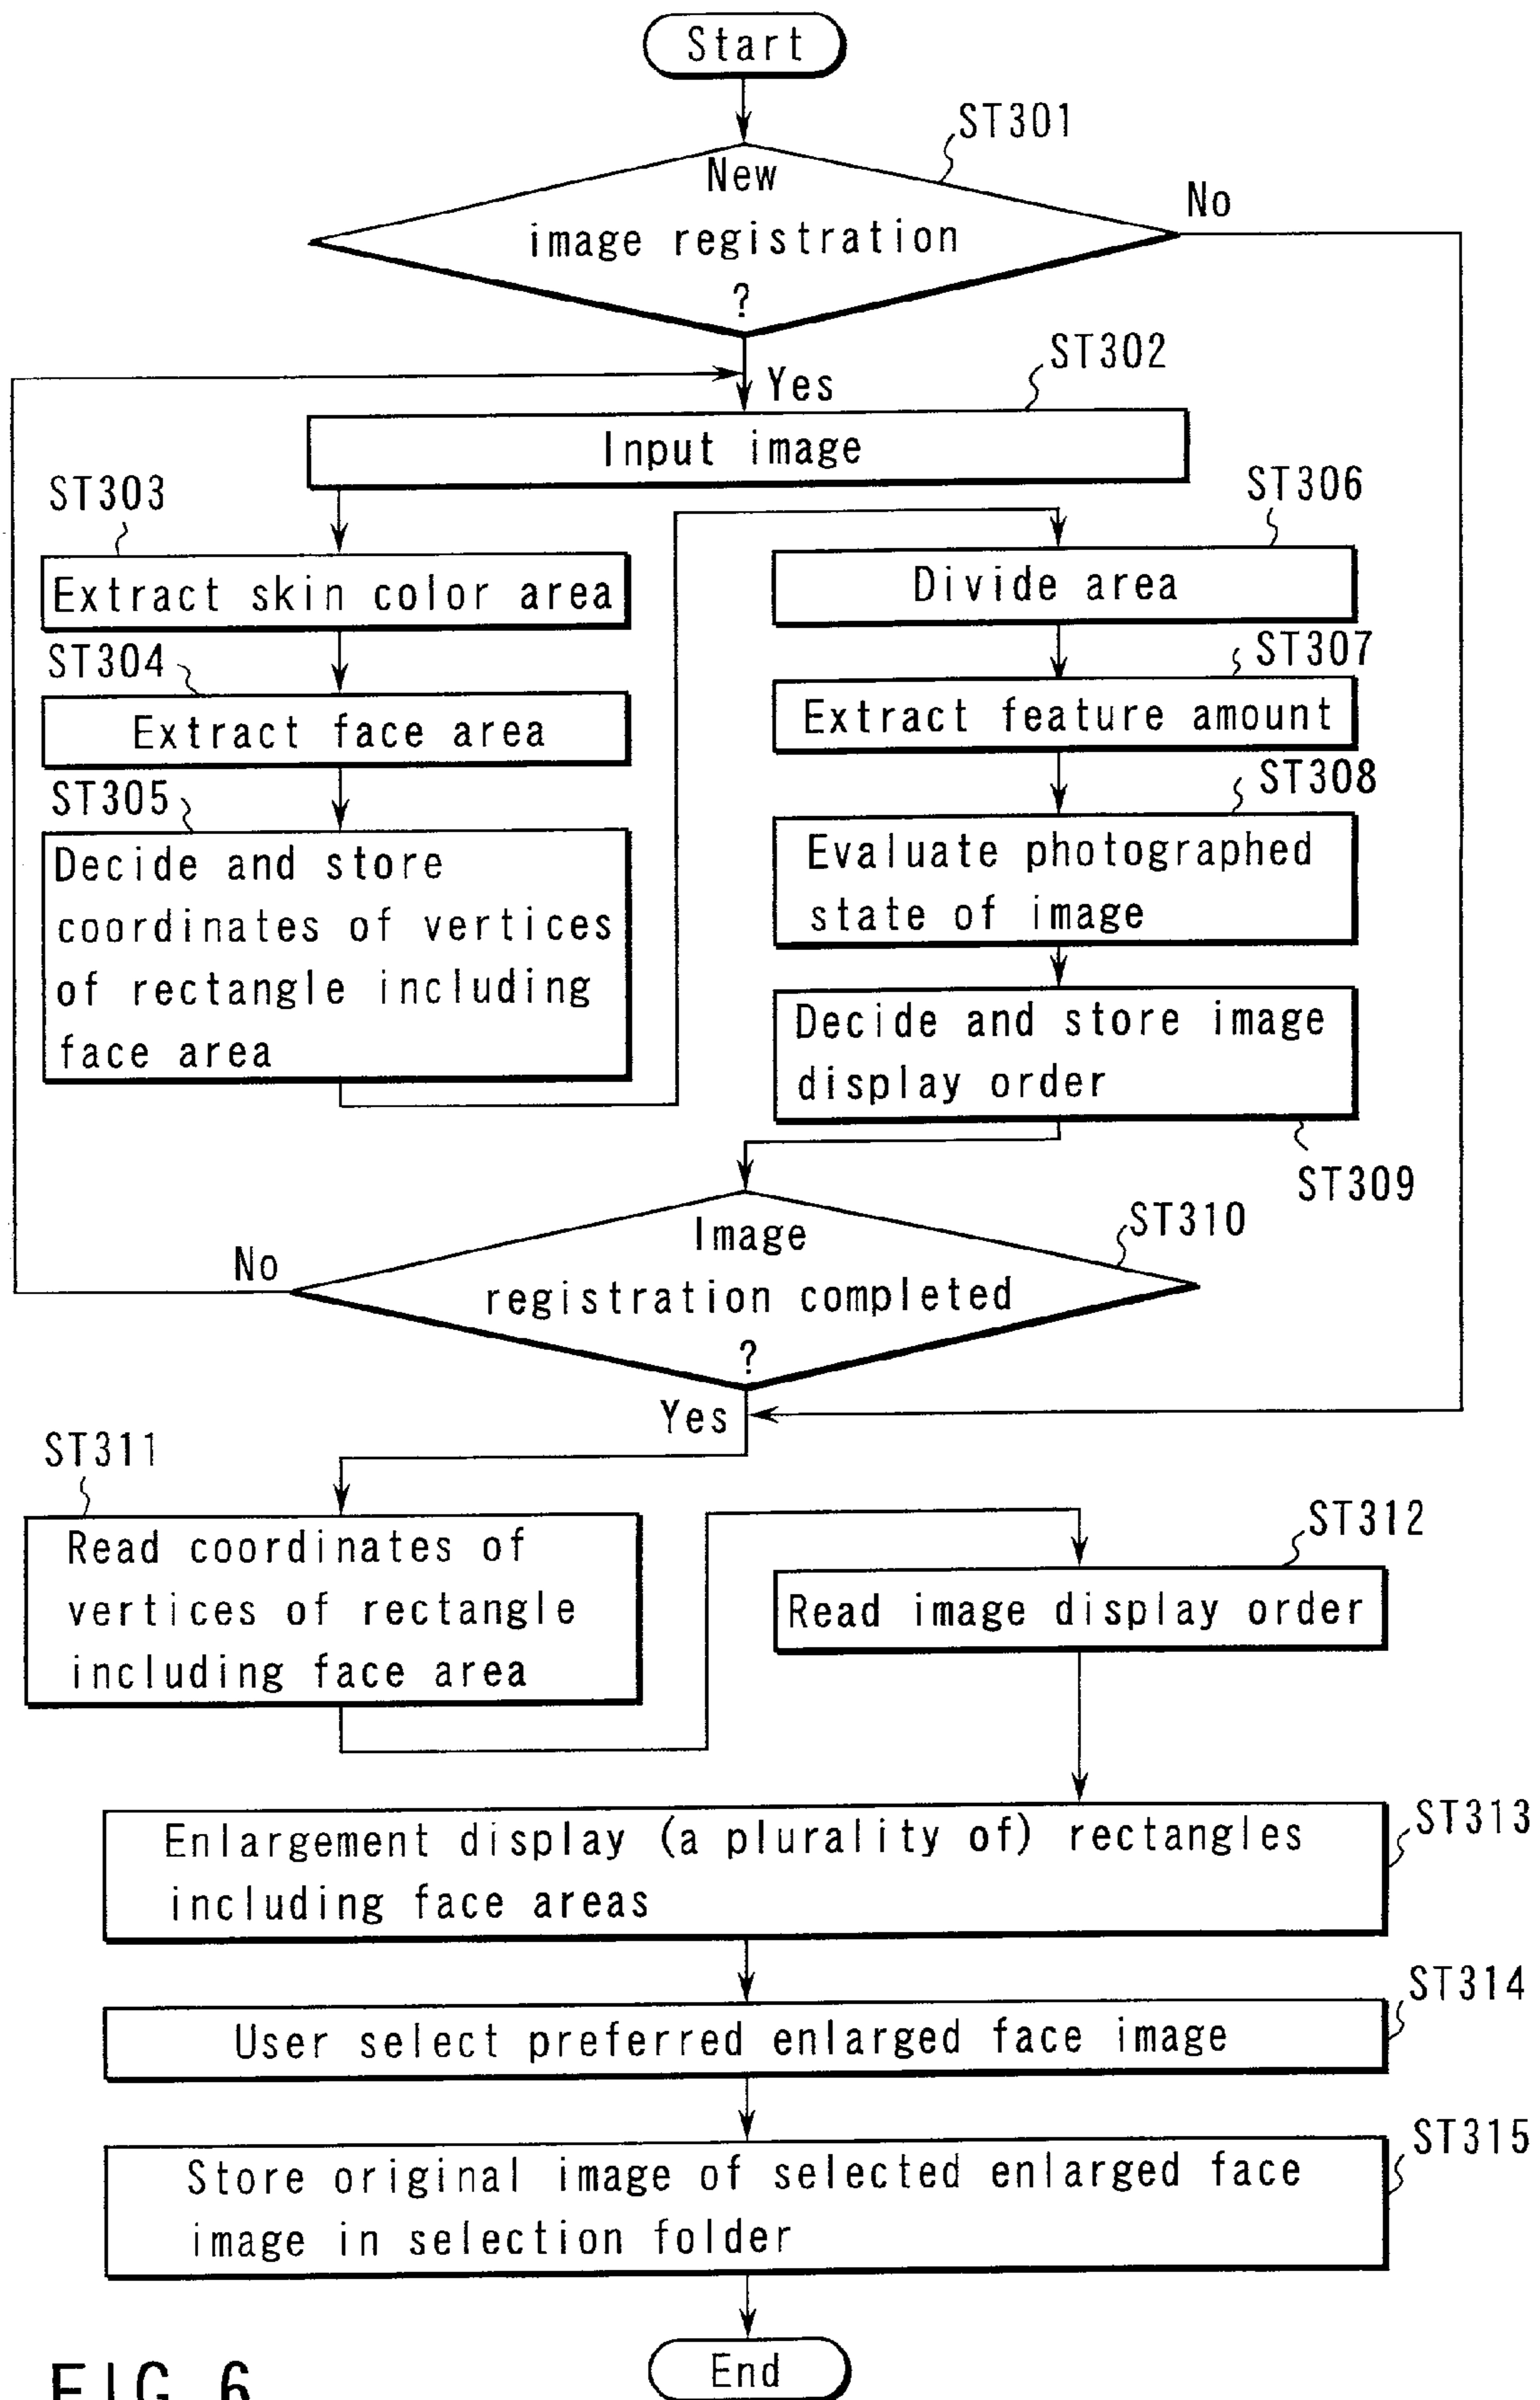 Start
ST301
New
image registration
?
No
Yes
ST302
Input image
ST303
Extract skin color area
ST304
Extract face area
ST305
Decide and store
coordinates of vertices
of rectangle including
face area
ST306
Divide area
ST307
Extract feature amount
ST308
Evaluate photographed
state of image
Decide and store image
display order
ST309
ST310
Image
registration completed
?
No
Yes
ST311
Read coordinates of
vertices of rectangle
including face area
ST312
Read image display order
ST313
Enlargement display (a plurality of) rectangles
including face areas
ST314
User select preferred enlarged face image
ST315
Store original image of selected enlarged face
image in selection folder
End
FIG. 6